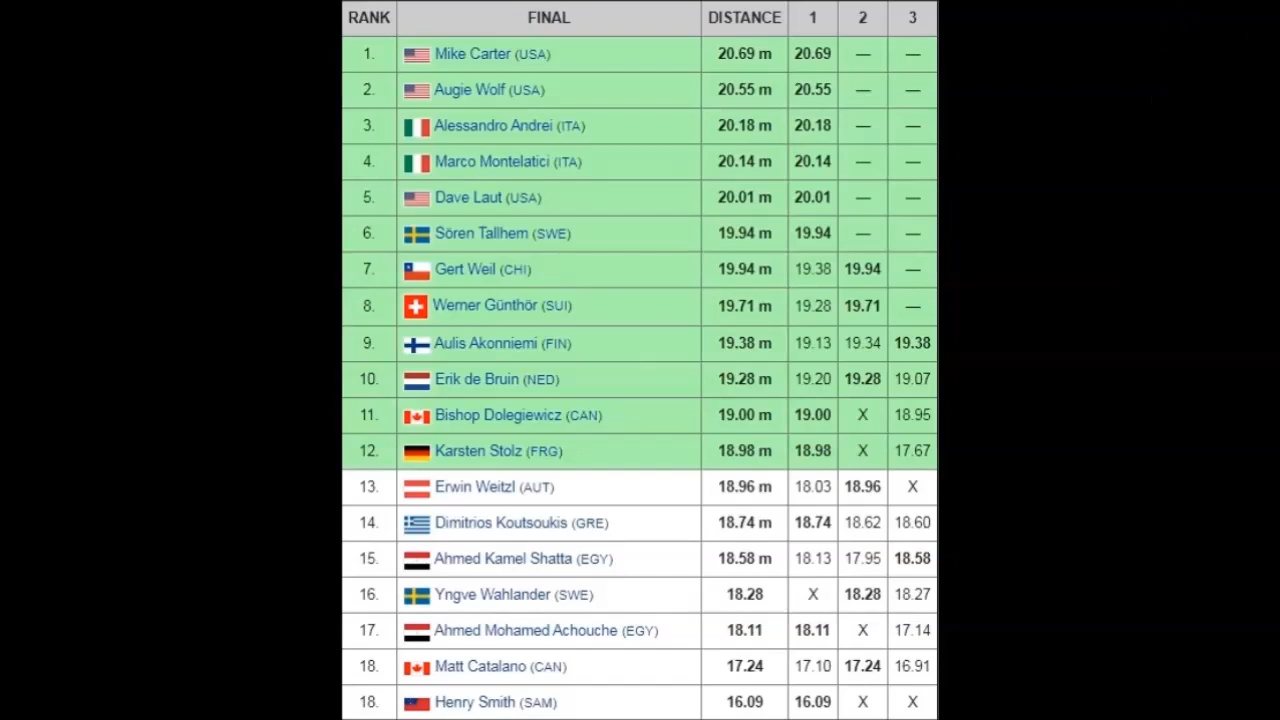 RANK FINAL DISTANCE 1 2 3
1. Mike Carter (USA) 20.69 m 20.69 — —
2. Augie Wolf (USA) 20.55 m 20.55 — —
3. Alessandro Andrei (ITA) 20.18 m 20.18 — —
4. Marco Montelatici (ITA) 20.14 m 20.14 — —
5. Dave Laut (USA) 20.01 m 20.01 — —
6. Sören Tallhem (SWE) 19.94 m 19.94 — —
7. Gert Weil (CHI) 19.94 m 19.38 19.94 —
8. Werner Günthör (SUI) 19.71 m 19.28 19.71 —
9. Aulis Akonniemi (FIN) 19.38 m 19.13 19.34 19.38
10. Erik de Bruin (NED) 19.28 m 19.20 19.28 19.07
11. Bishop Dolegiewicz (CAN) 19.00 m 19.00 X 18.95
12. Karsten Stolz (FRG) 18.98 m 18.98 X 17.67
13. Erwin Weitzl (AUT) 18.96 m 18.03 18.96 X
14. Dimitrios Koutsoukis (GRE) 18.74 m 18.74 18.62 18.60
15. Ahmed Kamel Shatta (EGY) 18.58 m 18.13 17.95 18.58
16. Yngve Wahlander (SWE) 18.28 X 18.28 18.27
17. Ahmed Mohamed Achouche (EGY) 18.11 18.11 X 17.14
18. Matt Catalano (CAN) 17.24 17.10 17.24 16.91
18. Henry Smith (SAM) 16.09 16.09 X X